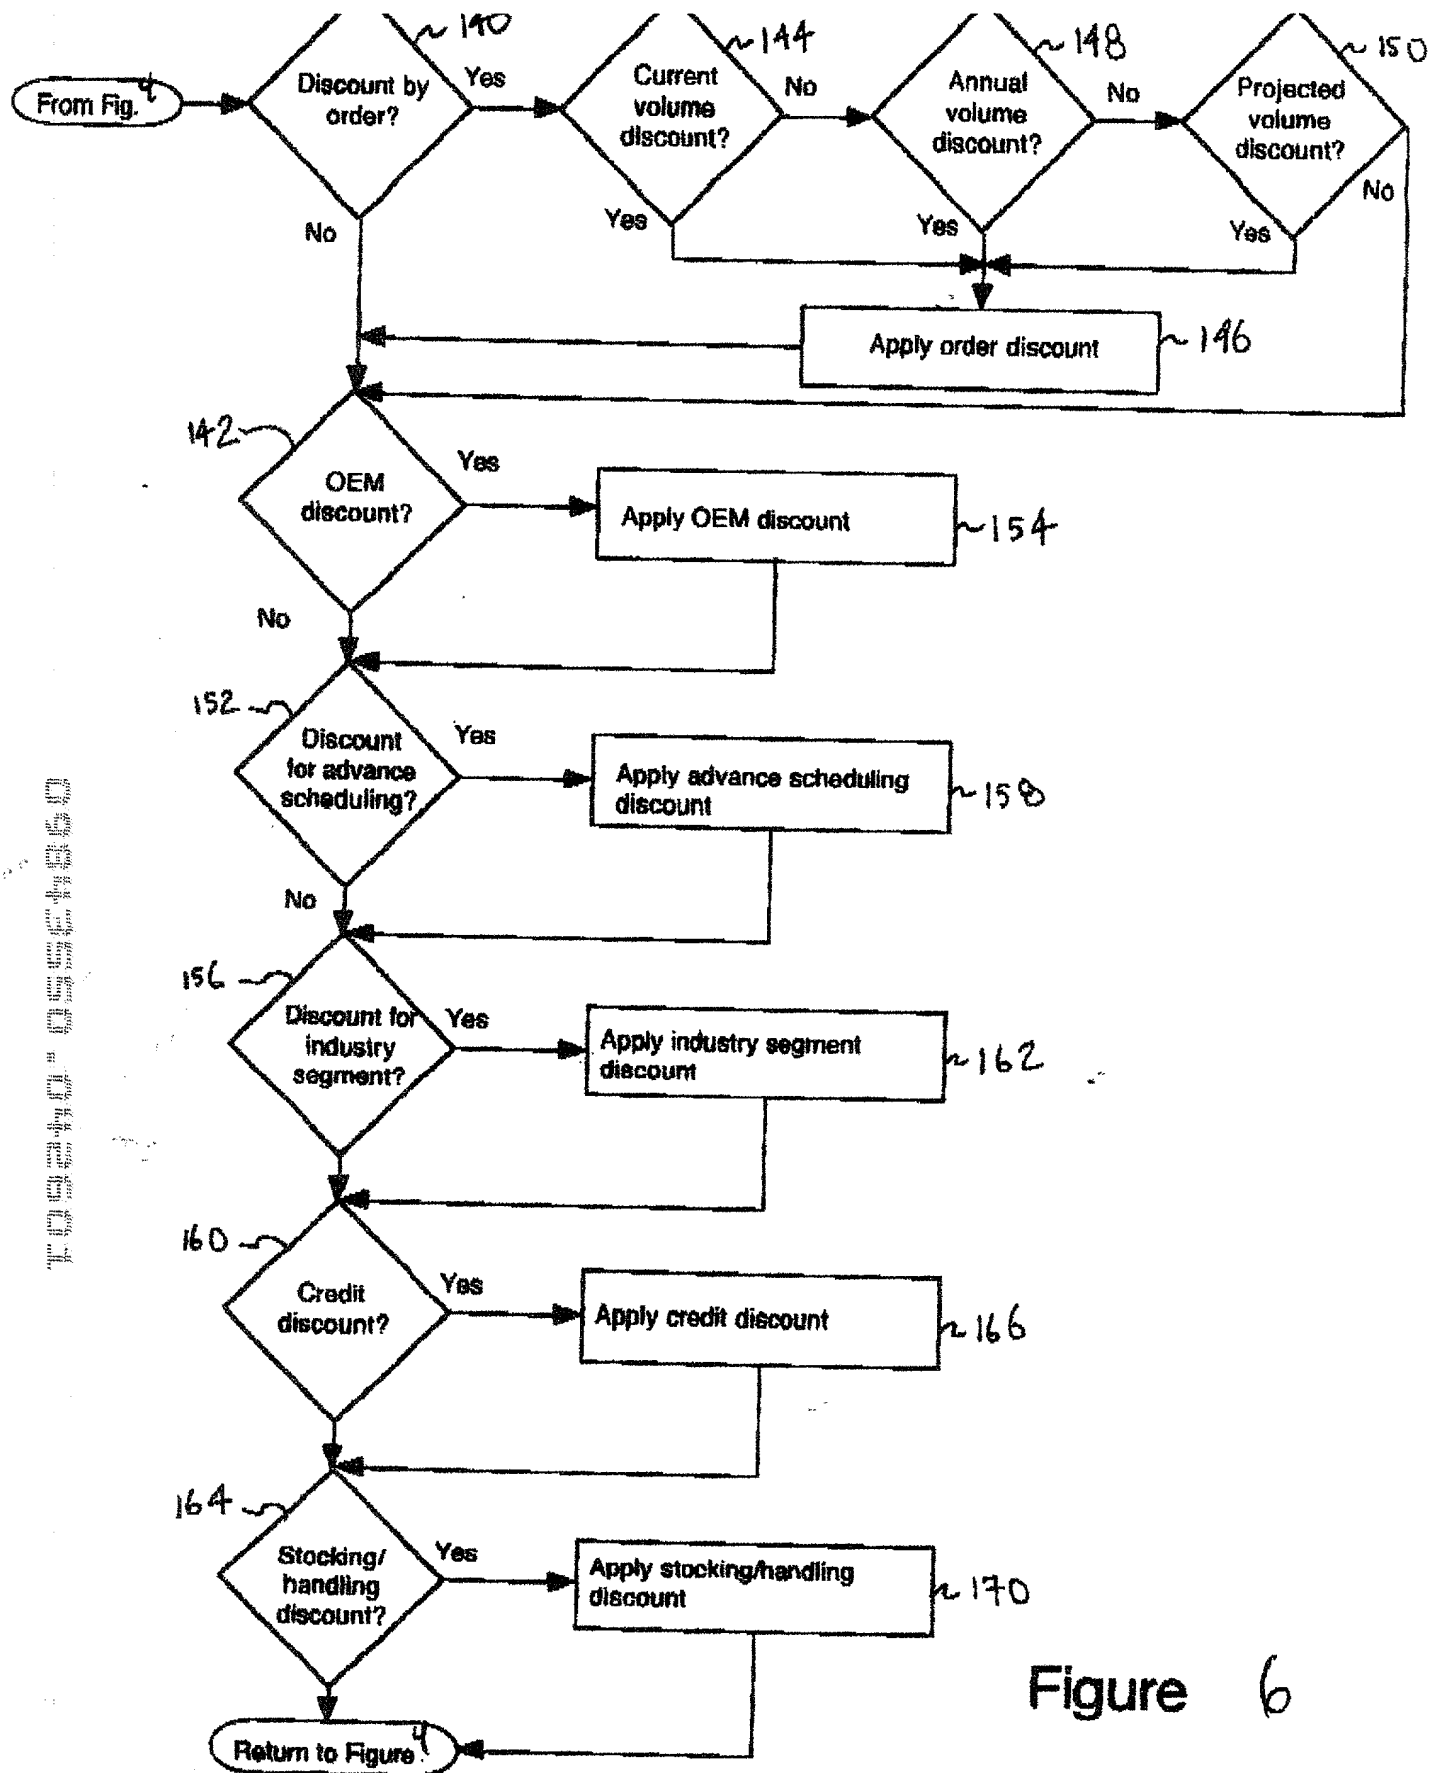 140
144
148
150
From Fig. 4
Discount by
order?
Yes
Current
volume
discount?
No
Annual
volume
discount?
No
Projected
volume
discount?
No
No
Yes
Yes
Yes
Apply order discount
146
142
OEM
discount?
Yes
Apply OEM discount
154
No
152
Discount
for advance
scheduling?
Yes
Apply advance scheduling
discount
158
No
156
Discount for
industry
segment?
Yes
Apply industry segment
discount
162
160
Credit
discount?
Yes
Apply credit discount
166
164
Stocking/
handling
discount?
Yes
Apply stocking/handling
discount
170
Return to Figure 4
Figure 6